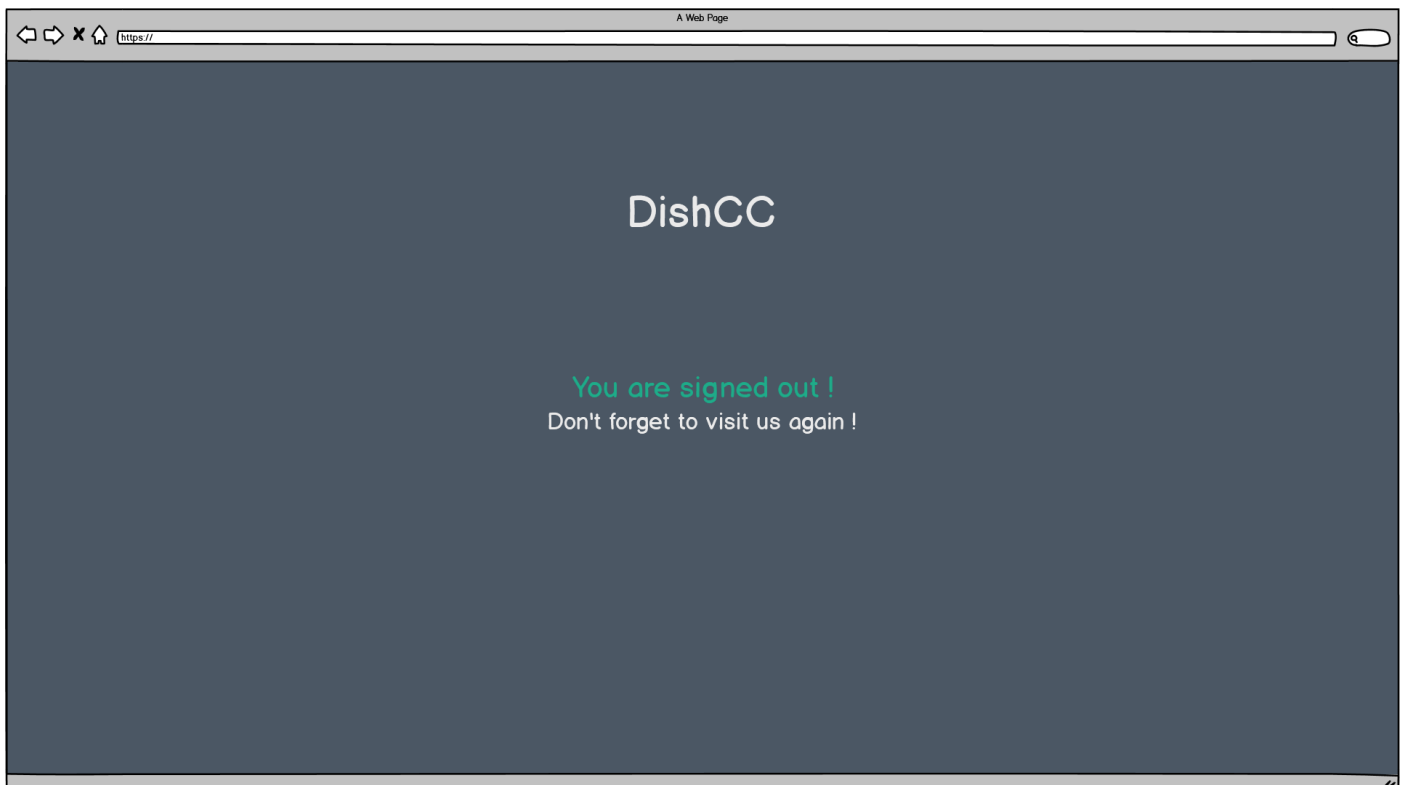 A Web Page
https://
DishCC
You are signed out !
Don't forget to visit us again !